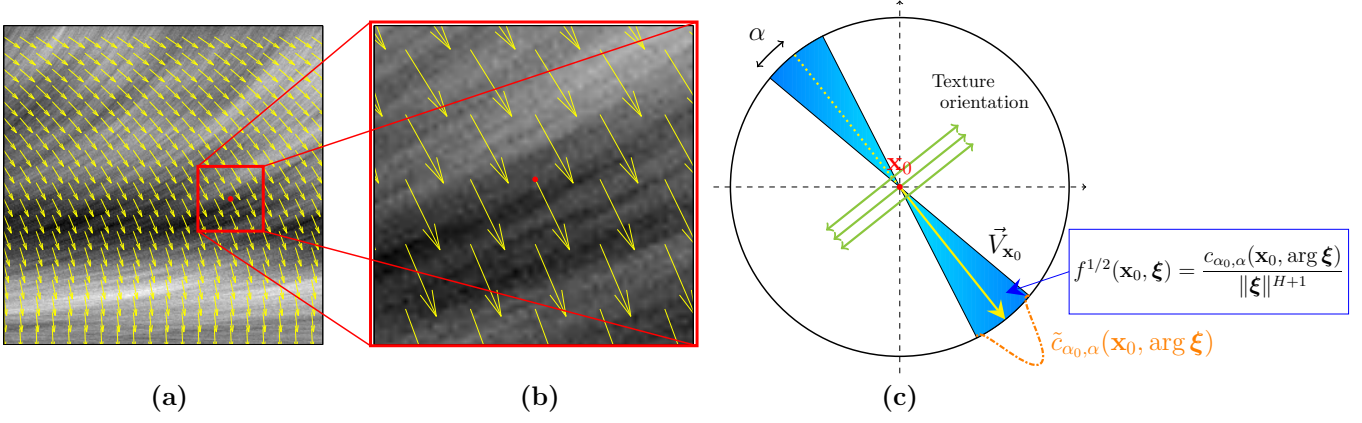 α
Texture
orientation
x₀
V⃗ₓ₀
f^{1/2}(x₀, ξ) = c_{α₀,α}(x₀, arg ξ) / ‖ξ‖^{H+1}
c̃_{α₀,α}(x₀, arg ξ)
(a)
(b)
(c)